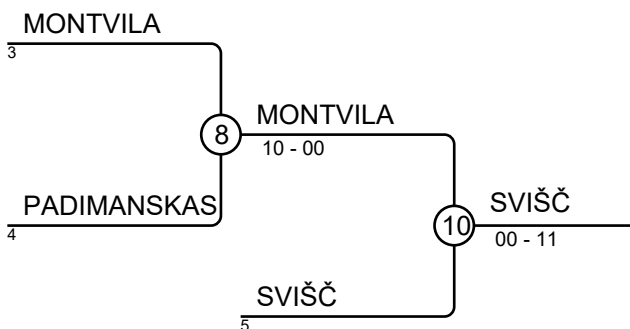 MONTVILA
3
8
MONTVILA
10 - 00
PADIMANSKAS
4
10
SVIŠČ
00 - 11
SVIŠČ
5